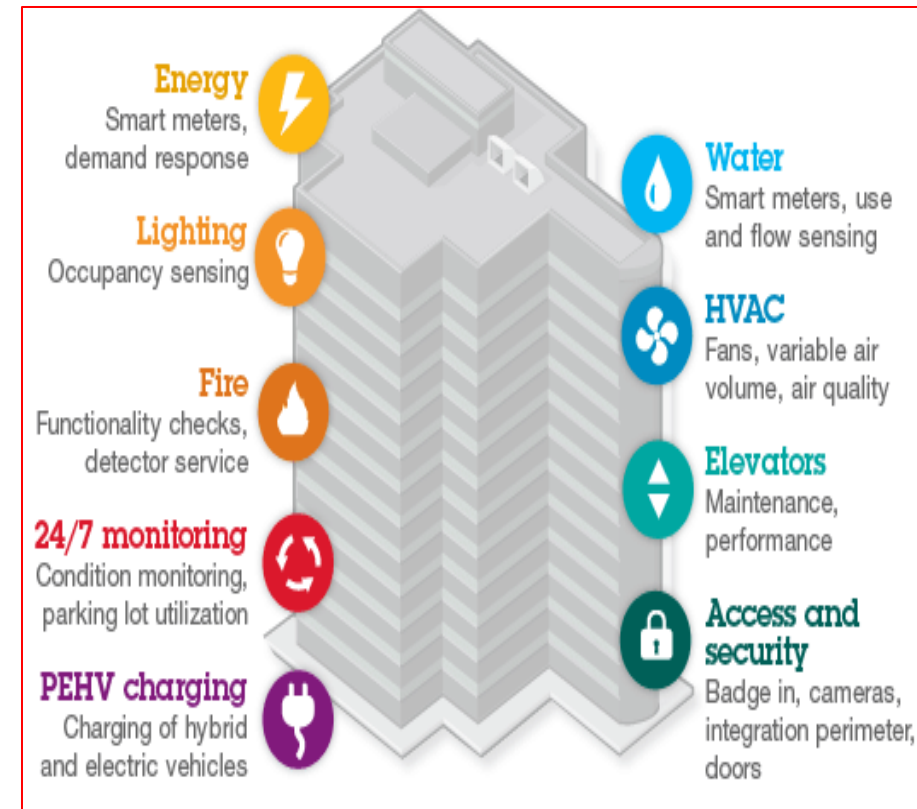 Energy
Smart meters,
demand response
Lighting
Occupancy sensing
Fire
Functionality checks,
detector service
24/7 monitoring
Condition monitoring,
parking lot utilization
PEHV charging
Charging of hybrid
and electric vehicles
Water
Smart meters, use
and flow sensing
HVAC
Fans, variable air
volume, air quality
Elevators
Maintenance,
performance
Access and
security
Badge in, cameras,
integration perimeter,
doors